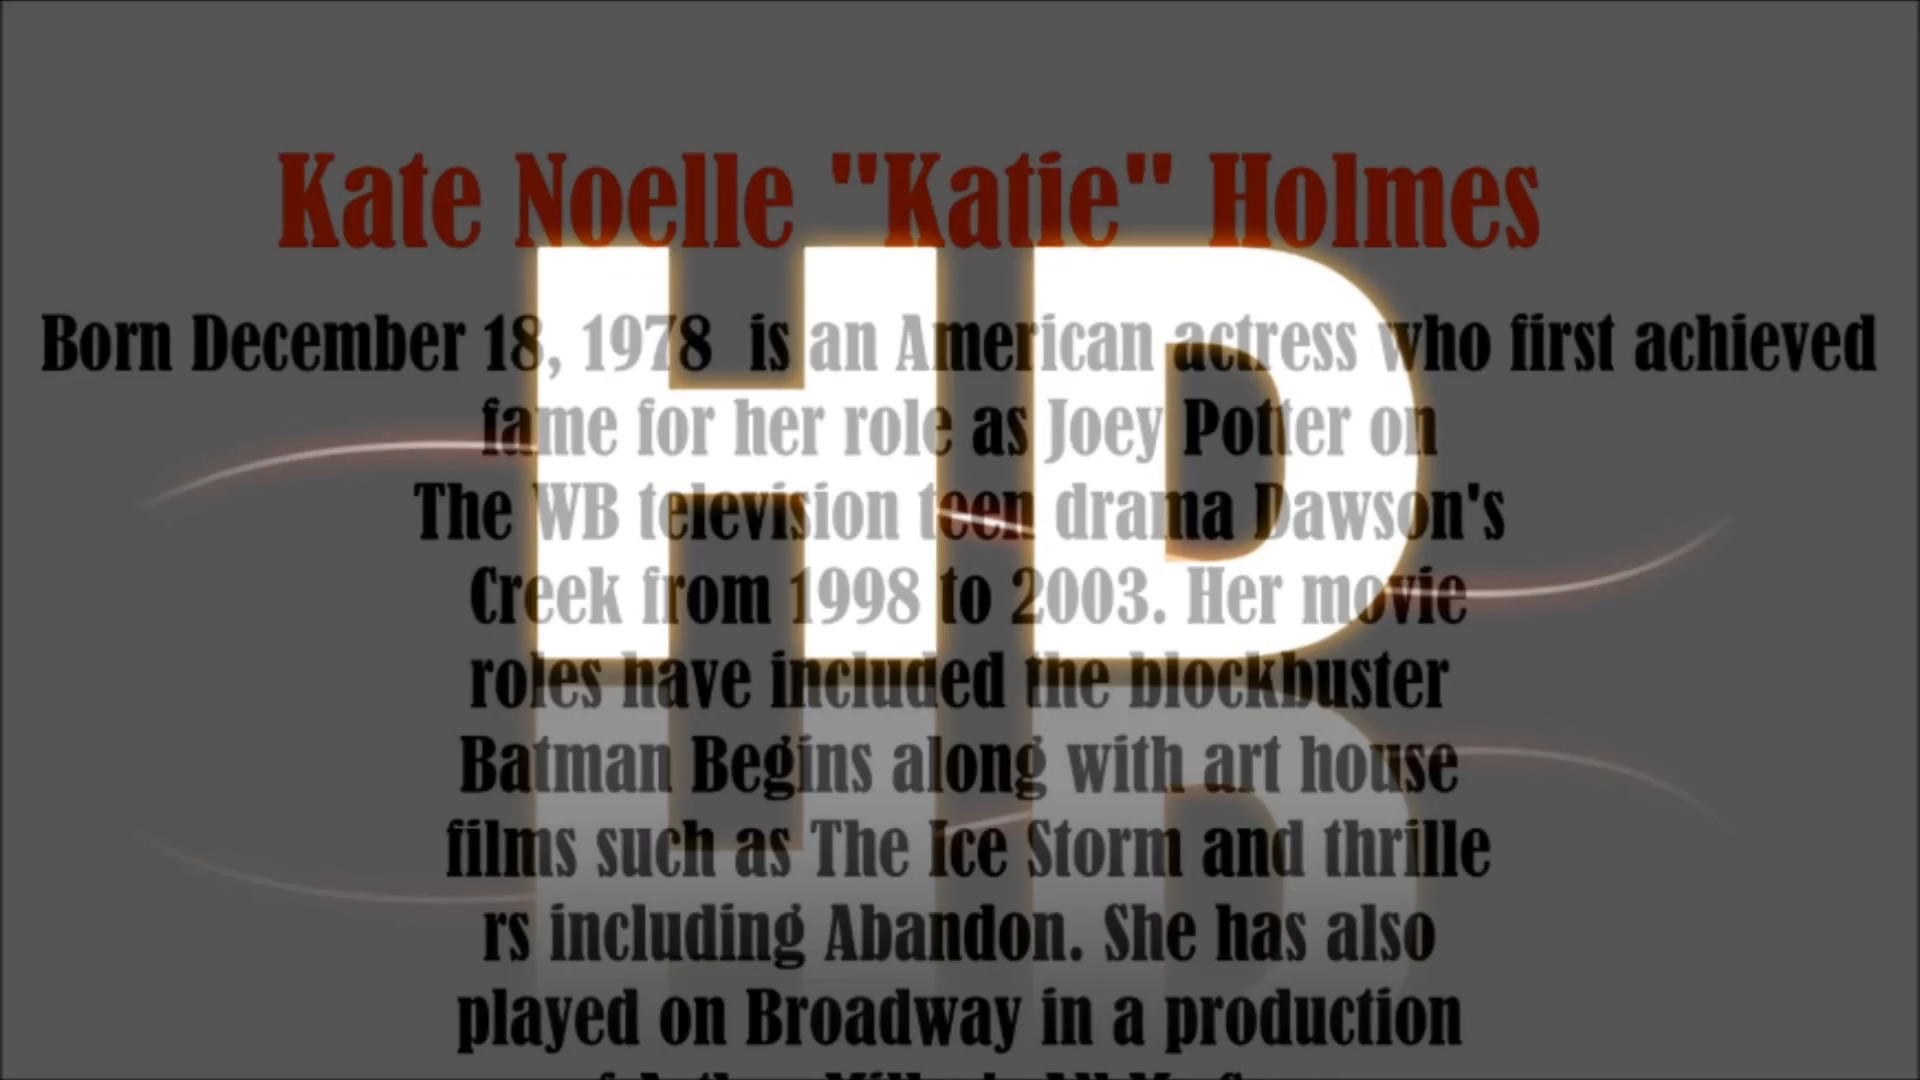 Kate Noelle "Katie" Holmes
HD
Born December 18, 1978  is an American actress who first achieved
fame for her role as Joey Potter on
The WB television teen drama Dawson's
Creek from 1998 to 2003. Her movie
roles have included the blockbuster
Batman Begins along with art house
films such as The Ice Storm and thrille
rs including Abandon. She has also
played on Broadway in a production